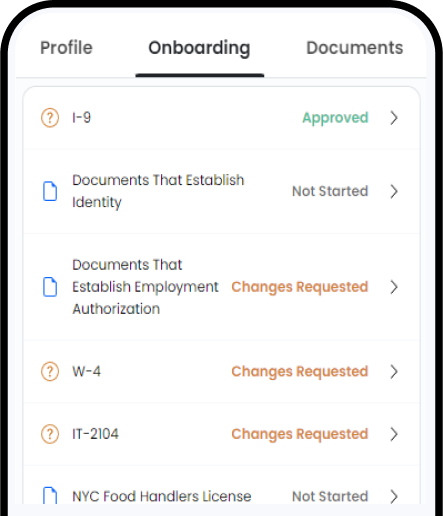 Profile Onboarding Documents
I-9 Approved
Documents That Establish
Identity Not Started
Documents That
Establish Employment Changes Requested
Authorization
W-4 Changes Requested
IT-2104 Changes Requested
NYC Food Handlers License Not Started